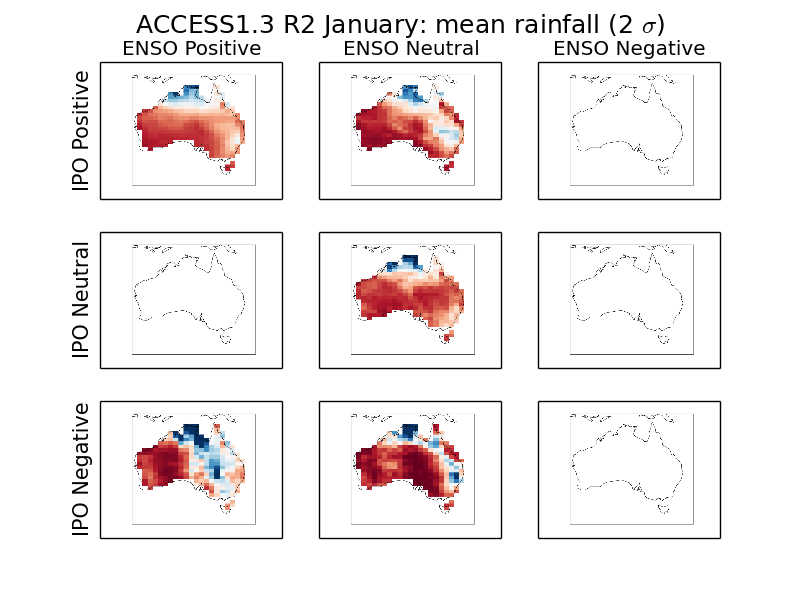 ACCESS1.3 R2 January: mean rainfall (2 σ)
ENSO Positive ENSO Neutral ENSO Negative
IPO Positive
IPO Neutral
IPO Negative